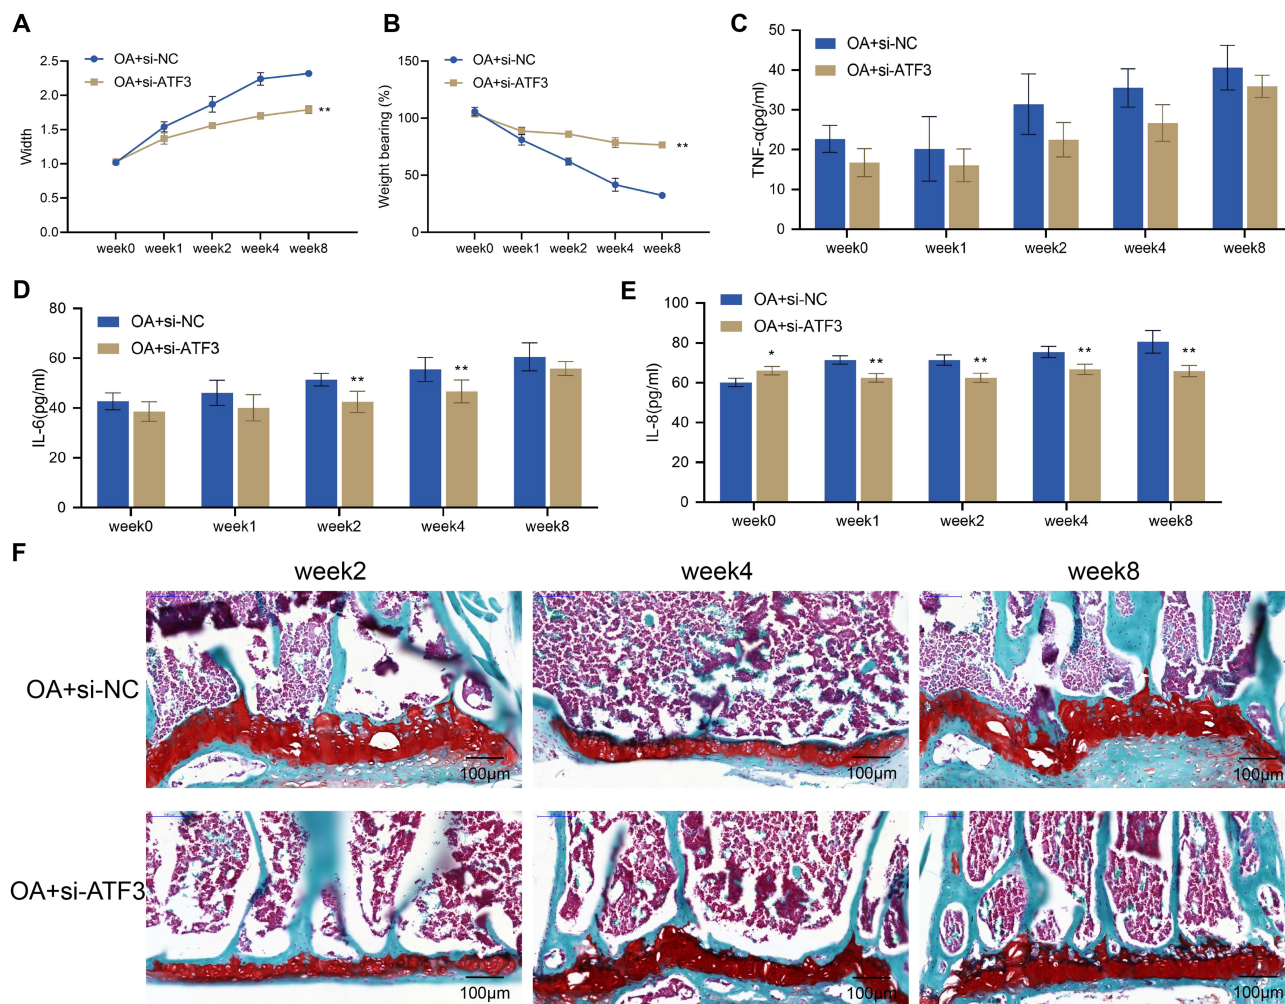 A
OA+si-NC
OA+si-ATF3
Width
2.5
2.0
1.5
1.0
0.5
0.0
**
week0 week1 week2 week4 week8
B
OA+si-NC
OA+si-ATF3
Weight bearing (%)
150
100
50
0
**
week0 week1 week2 week4 week8
C
OA+si-NC
OA+si-ATF3
TNF-α(pg/ml)
50
40
30
20
10
0
week0 week1 week2 week4 week8
D
OA+si-NC
OA+si-ATF3
IL-6(pg/ml)
80
60
40
20
0
** **
week0 week1 week2 week4 week8
E
OA+si-NC
OA+si-ATF3
IL-8(pg/ml)
100
80
60
40
20
0
* ** ** ** **
week0 week1 week2 week4 week8
F
week2 week4 week8
OA+si-NC
100μm 100μm 100μm
OA+si-ATF3
100μm 100μm 100μm